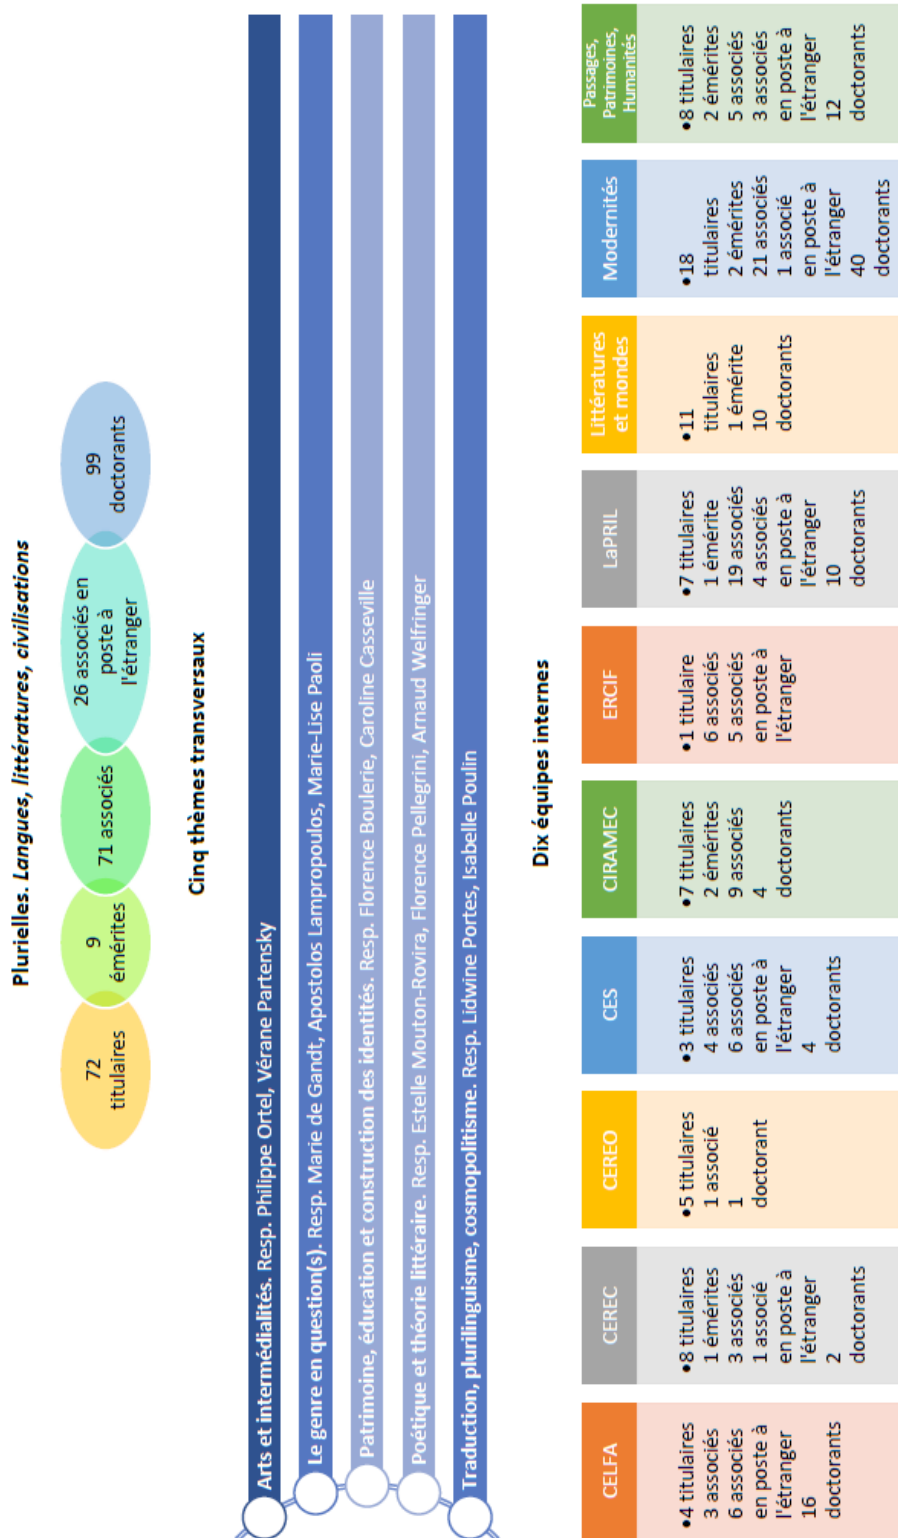 Plurielles. Langues, littératures, civilisations
72
titulaires
9
émérites
71 associés
26 associés en
poste à
l'étranger
99
doctorants
Cinq thèmes transversaux
Arts et intermédialités. Resp. Philippe Ortel, Vérane Partensky
Le genre en question(s). Resp. Marie de Gandt, Apostolos Lampropoulos, Marie-Lise Paoli
Patrimoine, éducation et construction des identités. Resp. Florence Boulerie, Caroline Casseville
Poétique et théorie littéraire. Resp. Estelle Mouton-Rovira, Florence Pellegrini, Arnaud Welfringer
Traduction, plurilinguisme, cosmopolitisme. Resp. Lidwine Portes, Isabelle Poulin
Dix équipes internes
CELFA
•4 titulaires
3 associés
6 associés
en poste à
l'étranger
16
doctorants
CEREC
•8 titulaires
1 émérites
3 associés
1 associé
en poste à
l'étranger
2
doctorants
CEREO
•5 titulaires
1 associé
1
doctorant
CES
•3 titulaires
4 associés
6 associés
en poste à
l'étranger
4
doctorants
CIRAMEC
•7 titulaires
2 émérites
9 associés
4
doctorants
ERCIF
•1 titulaire
6 associés
5 associés
en poste à
l'étranger
LaPRIL
•7 titulaires
1 émérite
19 associés
4 associés
en poste à
l'étranger
10
doctorants
Littératures
et mondes
•11
titulaires
1 émérite
10
doctorants
Modernités
•18
titulaires
2 émérites
21 associés
1 associé
en poste à
l'étranger
40
doctorants
Passages,
Patrimoines,
Humanités
•8 titulaires
2 émérites
5 associés
3 associés
en poste à
l'étranger
12
doctorants